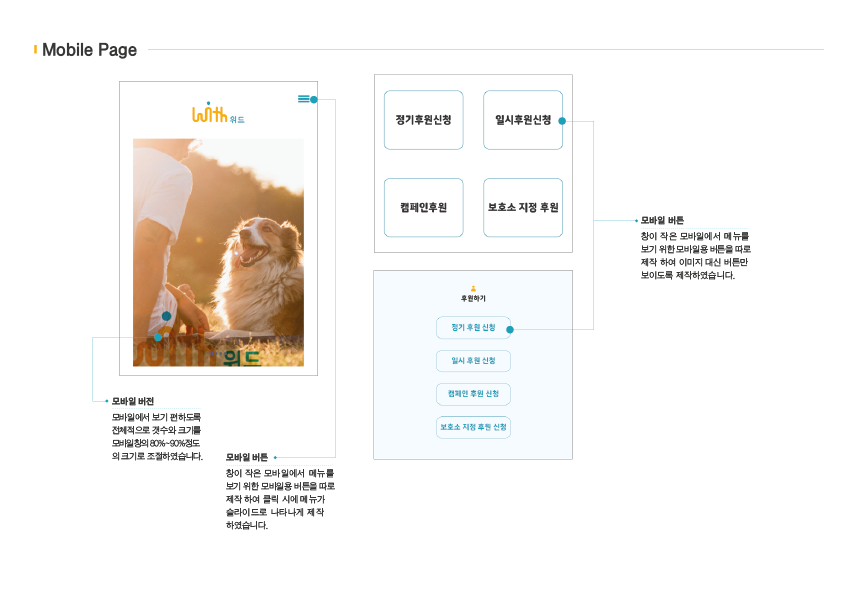 Mobile Page
with 위드
with 위드
모바일 버젼
모바일에서 보기 편하도록
전체적으로 갯수와 크기를
모바일창의 80%~90%정도
의 크기로 조절하였습니다.
모바일 버튼
창이 작은 모바일에서 메뉴를
보기 위한 모바일용 버튼을 따로
제작 하여 클릭 시에 메뉴가
슬라이드로 나타나게 제작
하였습니다.
정기후원신청
일시후원신청
캠페인후원
보호소 지정 후원
후원하기
정기 후원 신청
일시 후원 신청
캠페인 후원 신청
보호소 지정 후원 신청
모바일 버튼
창이 작은 모바일에서 메뉴를
보기 위한 모바일용 버튼을 따로
제작 하여 이미지 대신 버튼만
보이도록 제작하였습니다.